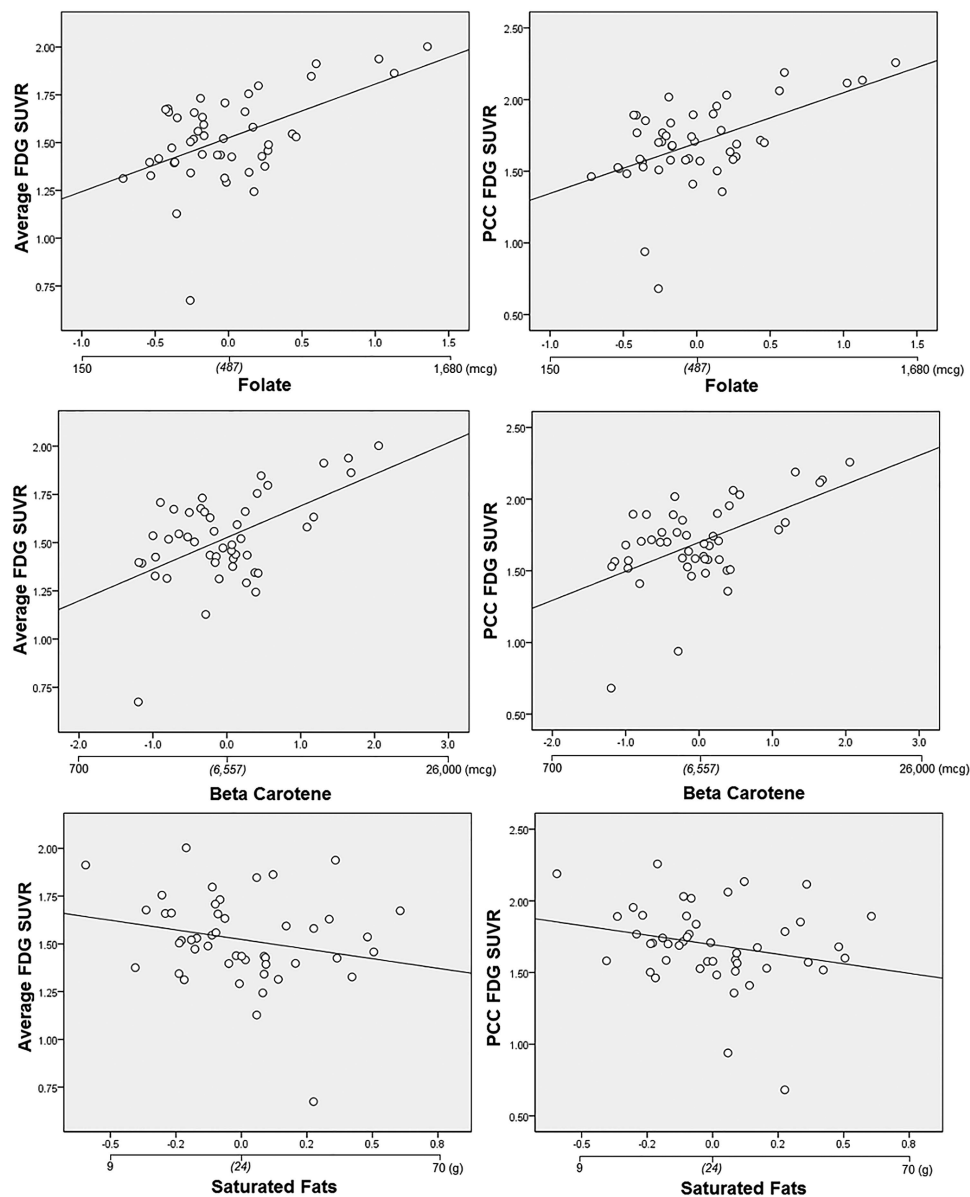 Average FDG SUVR
2.00
1.75
1.50
1.25
1.00
0.75
-1.0 -0.5 0.0 0.5 1.0 1.5
150 (487) 1,680 (mcg)
Folate
PCC FDG SUVR
2.50
2.00
1.50
1.00
0.50
-1.0 -0.5 0.0 0.5 1.0 1.5
150 (487) 1,680 (mcg)
Folate
Average FDG SUVR
2.00
1.75
1.50
1.25
1.00
0.75
-2.0 -1.0 0.0 1.0 2.0 3.0
700 (6,557) 26,000 (mcg)
Beta Carotene
PCC FDG SUVR
2.50
2.00
1.50
1.00
0.50
-2.0 -1.0 0.0 1.0 2.0 3.0
700 (6,557) 26,000 (mcg)
Beta Carotene
Average FDG SUVR
2.00
1.75
1.50
1.25
1.00
0.75
-0.5 -0.2 0.0 0.2 0.5 0.8
9 (24) 70 (g)
Saturated Fats
PCC FDG SUVR
2.50
2.00
1.50
1.00
0.50
-0.5 -0.2 0.0 0.2 0.5 0.8
9 (24) 70 (g)
Saturated Fats